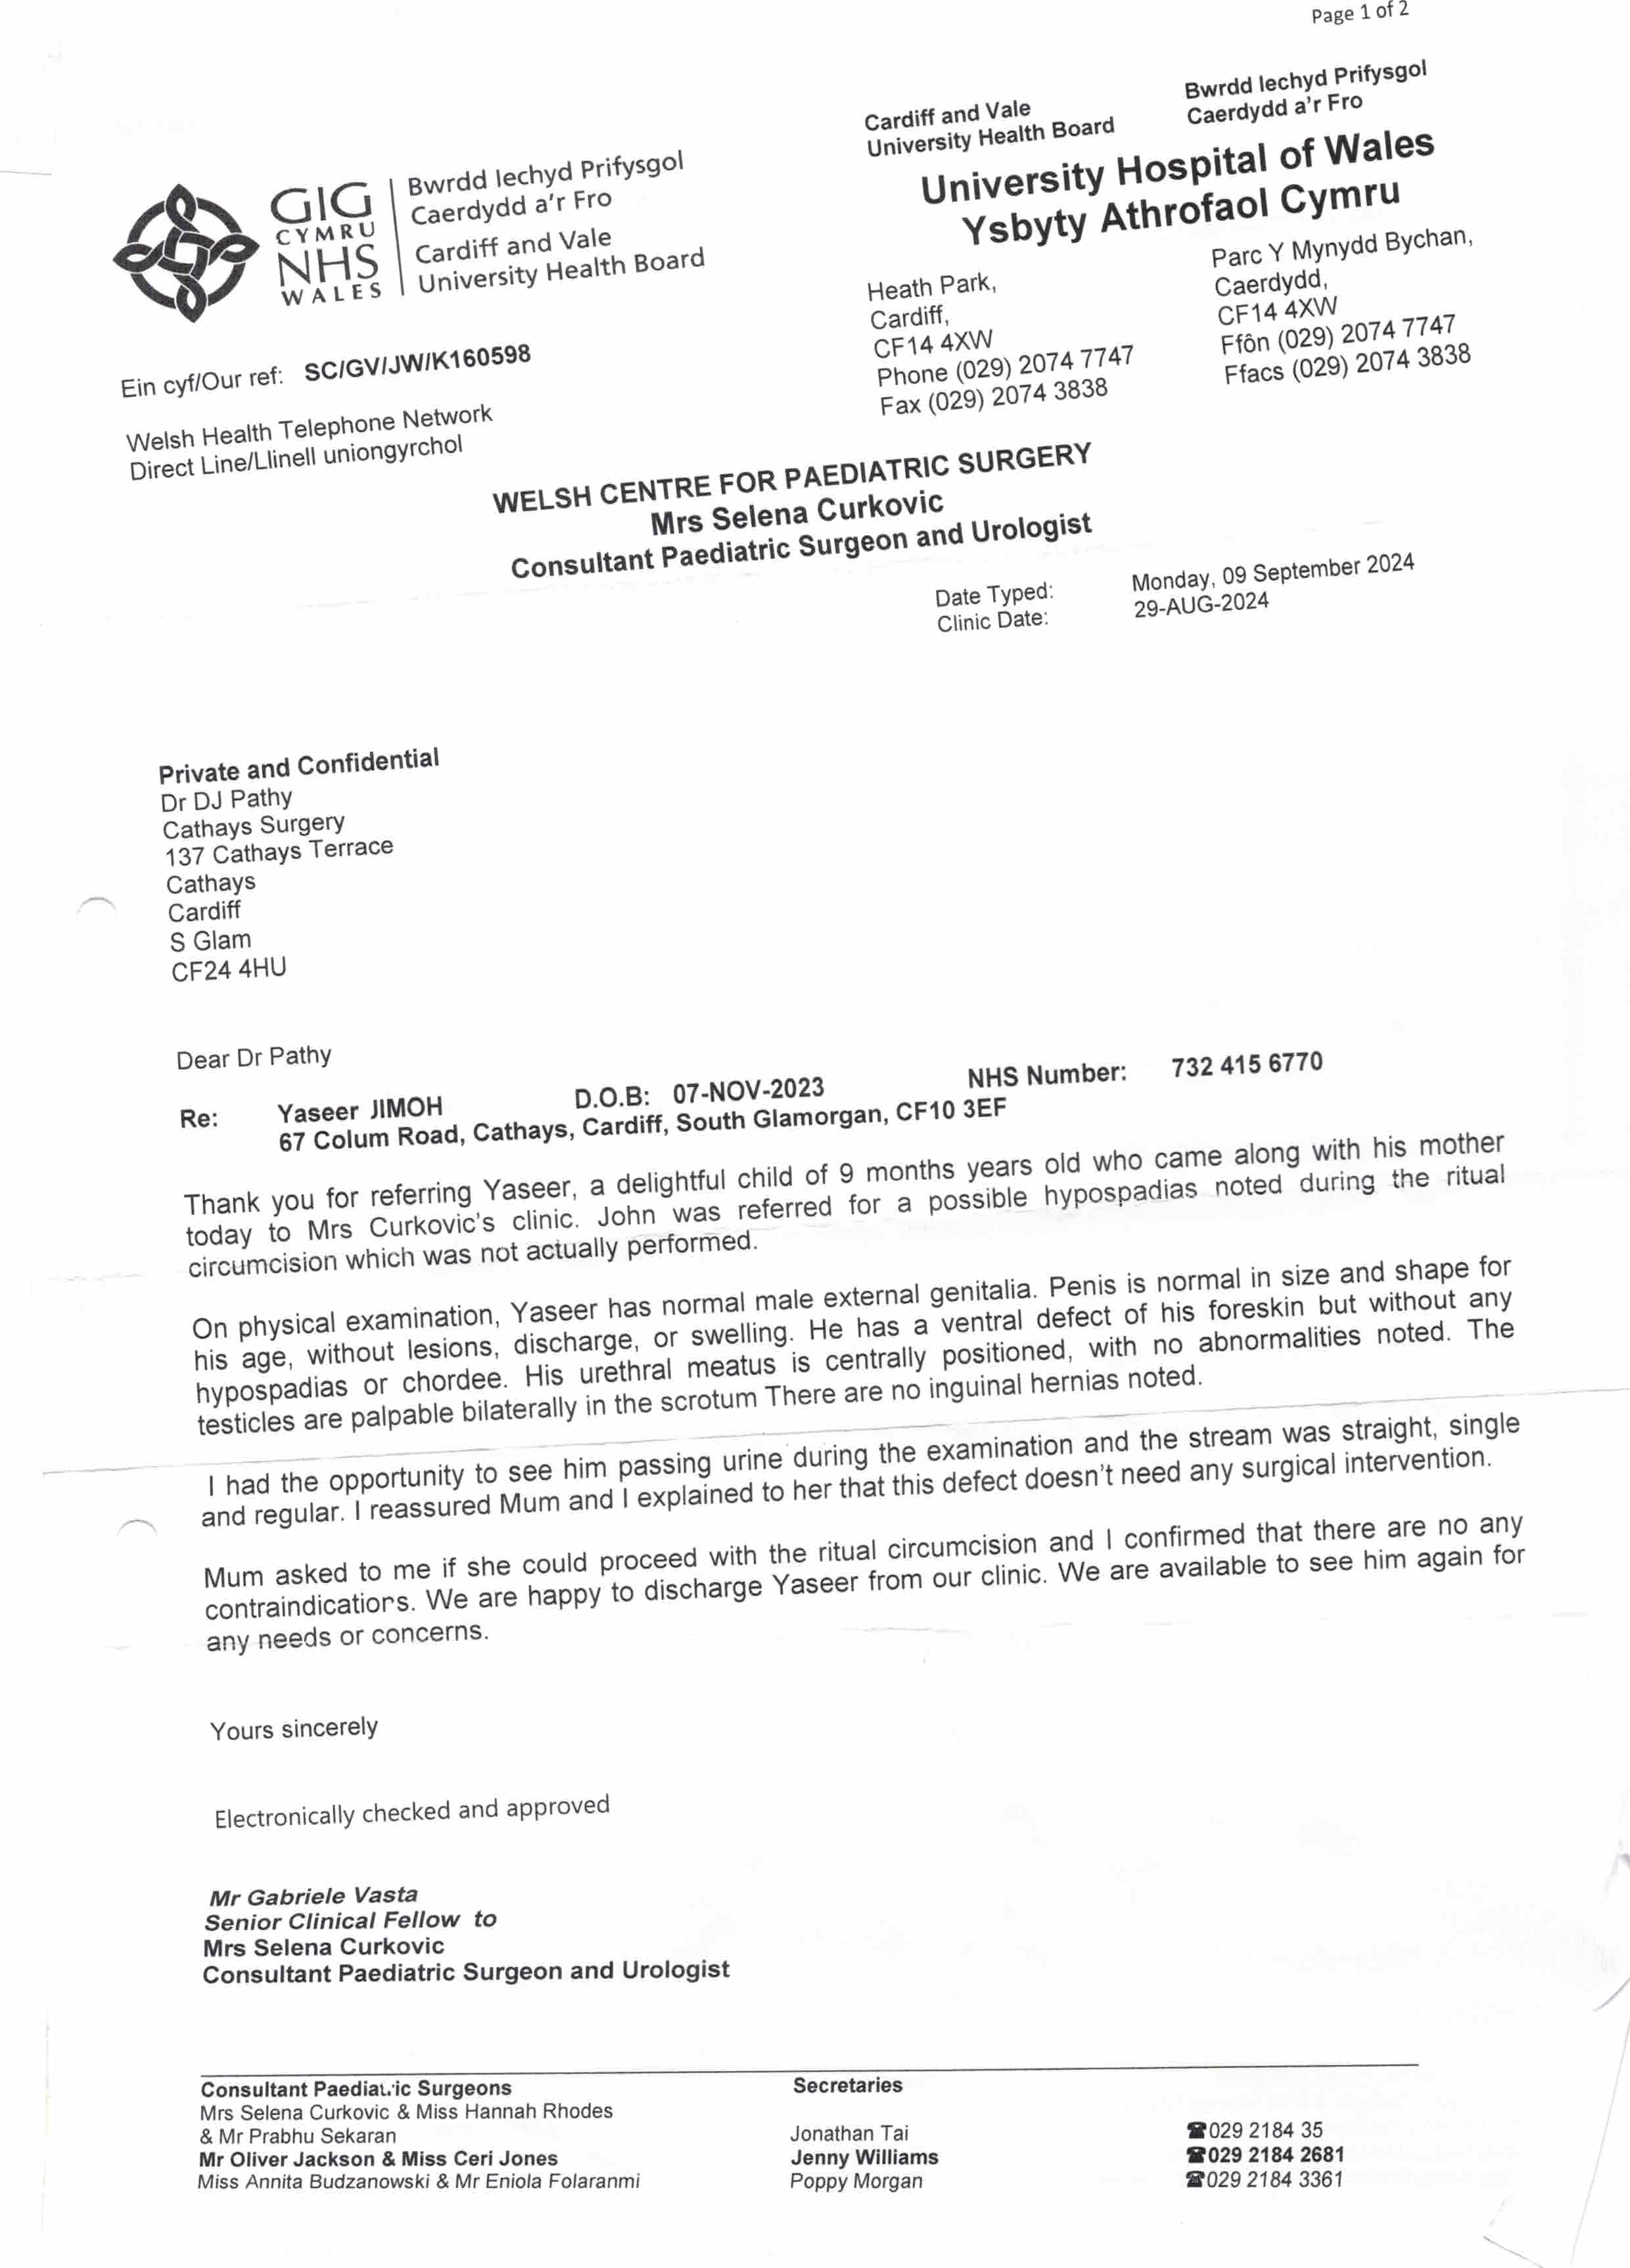 Page 1 of 2
GIG
CYMRU
NHS
WALES
Bwrdd Iechyd Prifysgol
Caerdydd a'r Fro
Cardiff and Vale
University Health Board
Cardiff and Vale
University Health Board
Bwrdd Iechyd Prifysgol
Caerdydd a'r Fro
University Hospital of Wales
Ysbyty Athrofaol Cymru
Heath Park,
Cardiff,
CF14 4XW
Phone (029) 2074 7747
Fax (029) 2074 3838
Parc Y Mynydd Bychan,
Caerdydd,
CF14 4XW
Ffôn (029) 2074 7747
Ffacs (029) 2074 3838
Ein cyf/Our ref: SC/GV/JW/K160598
Welsh Health Telephone Network
Direct Line/Llinell uniongyrchol
WELSH CENTRE FOR PAEDIATRIC SURGERY
Mrs Selena Curkovic
Consultant Paediatric Surgeon and Urologist
Date Typed: Monday, 09 September 2024
Clinic Date: 29-AUG-2024
Private and Confidential
Dr DJ Pathy
Cathays Surgery
137 Cathays Terrace
Cathays
Cardiff
S Glam
CF24 4HU
Dear Dr Pathy
Re: Yaseer JIMOH D.O.B: 07-NOV-2023 NHS Number: 732 415 6770
67 Colum Road, Cathays, Cardiff, South Glamorgan, CF10 3EF
Thank you for referring Yaseer, a delightful child of 9 months years old who came along with his mother
today to Mrs Curkovic's clinic. John was referred for a possible hypospadias noted during the ritual
circumcision which was not actually performed.
On physical examination, Yaseer has normal male external genitalia. Penis is normal in size and shape for
his age, without lesions, discharge, or swelling. He has a ventral defect of his foreskin but without any
hypospadias or chordee. His urethral meatus is centrally positioned, with no abnormalities noted. The
testicles are palpable bilaterally in the scrotum There are no inguinal hernias noted.
I had the opportunity to see him passing urine during the examination and the stream was straight, single
and regular. I reassured Mum and I explained to her that this defect doesn't need any surgical intervention.
Mum asked to me if she could proceed with the ritual circumcision and I confirmed that there are no any
contraindications. We are happy to discharge Yaseer from our clinic. We are available to see him again for
any needs or concerns.
Yours sincerely
Electronically checked and approved
Mr Gabriele Vasta
Senior Clinical Fellow to
Mrs Selena Curkovic
Consultant Paediatric Surgeon and Urologist
Consultant Paediatric Surgeons Secretaries
Mrs Selena Curkovic & Miss Hannah Rhodes
& Mr Prabhu Sekaran Jonathan Tai ☎029 2184 35
Mr Oliver Jackson & Miss Ceri Jones Jenny Williams ☎029 2184 2681
Miss Annita Budzanowski & Mr Eniola Folaranmi Poppy Morgan ☎029 2184 3361